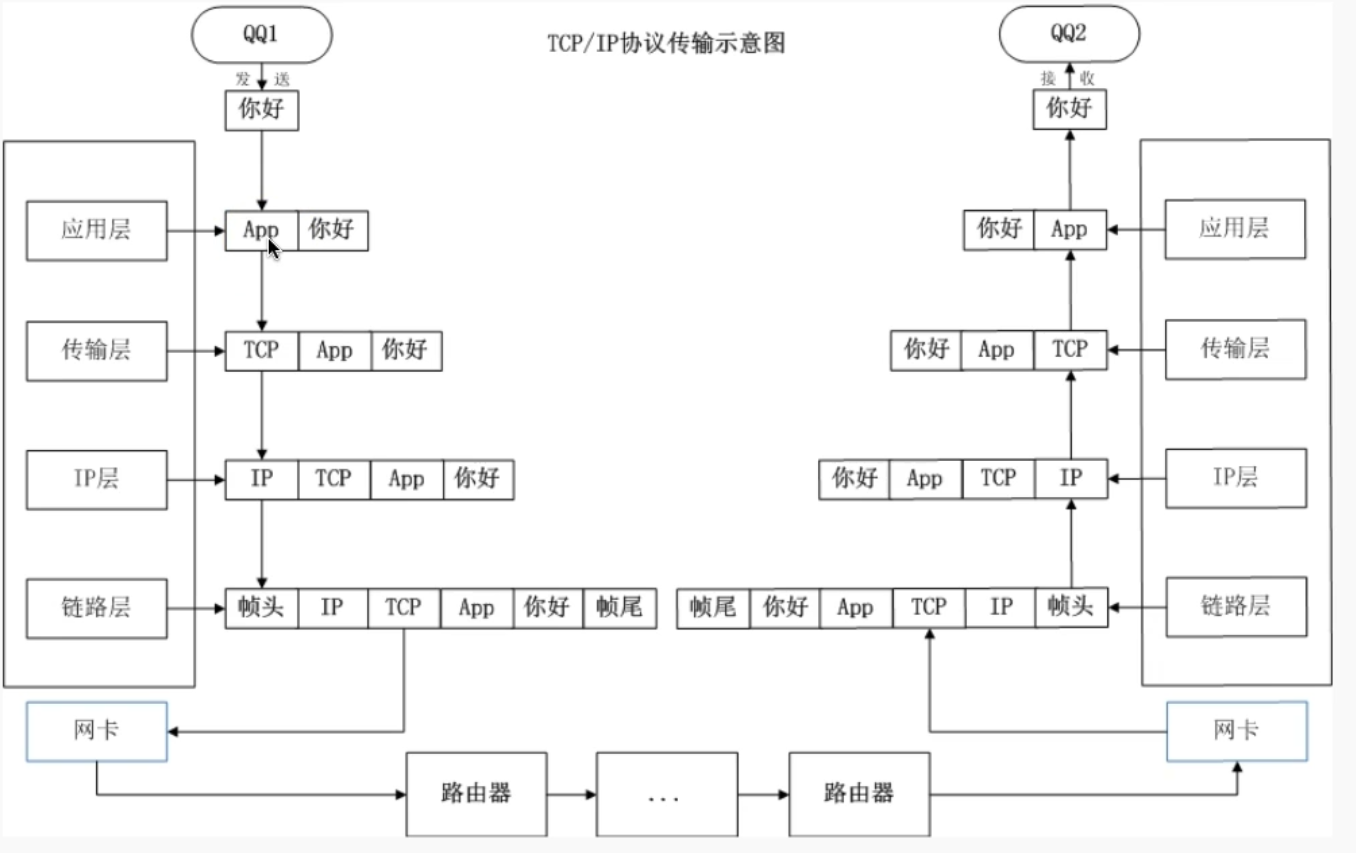 QQ1
TCP/IP协议传输示意图
QQ2
发 送
接 收
你好
你好
应用层
App 你好
你好 App
应用层
传输层
TCP App 你好
你好 App TCP
传输层
IP层
IP TCP App 你好
你好 App TCP IP
IP层
链路层
帧头 IP TCP App 你好 帧尾
帧尾 你好 App TCP IP 帧头
链路层
网卡
网卡
路由器
...
路由器